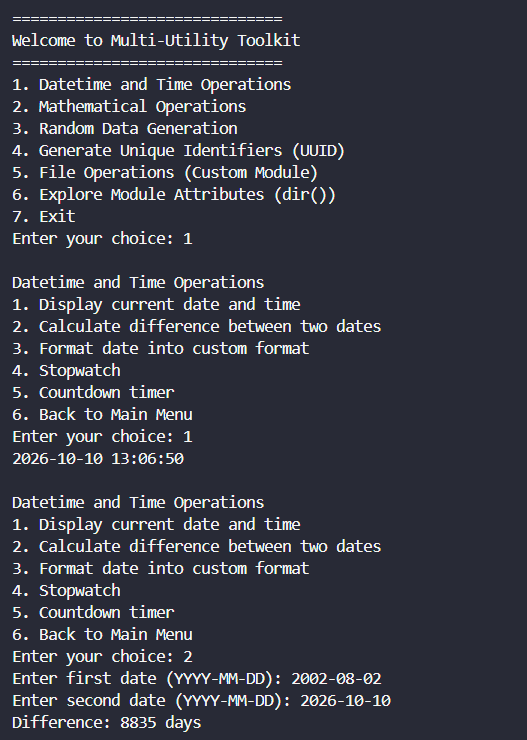 ==============================
Welcome to Multi-Utility Toolkit
==============================
1. Datetime and Time Operations
2. Mathematical Operations
3. Random Data Generation
4. Generate Unique Identifiers (UUID)
5. File Operations (Custom Module)
6. Explore Module Attributes (dir())
7. Exit
Enter your choice: 1

Datetime and Time Operations
1. Display current date and time
2. Calculate difference between two dates
3. Format date into custom format
4. Stopwatch
5. Countdown timer
6. Back to Main Menu
Enter your choice: 1
2026-10-10 13:06:50

Datetime and Time Operations
1. Display current date and time
2. Calculate difference between two dates
3. Format date into custom format
4. Stopwatch
5. Countdown timer
6. Back to Main Menu
Enter your choice: 2
Enter first date (YYYY-MM-DD): 2002-08-02
Enter second date (YYYY-MM-DD): 2026-10-10
Difference: 8835 days